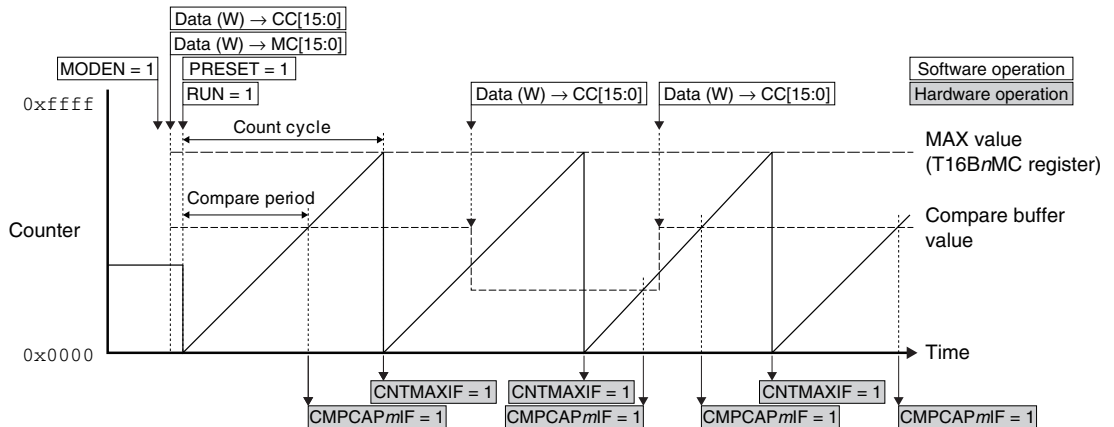 Data (W) → CC[15:0]
Data (W) → MC[15:0]
MODEN = 1
PRESET = 1
RUN = 1
Software operation
Hardware operation
0xffff
Data (W) → CC[15:0]
Data (W) → CC[15:0]
Count cycle
MAX value
(T16BnMC register)
Compare period
Compare buffer
value
Counter
0x0000
Time
CNTMAXIF = 1
CNTMAXIF = 1
CNTMAXIF = 1
CMPCAPmIF = 1
CMPCAPmIF = 1
CMPCAPmIF = 1
CMPCAPmIF = 1